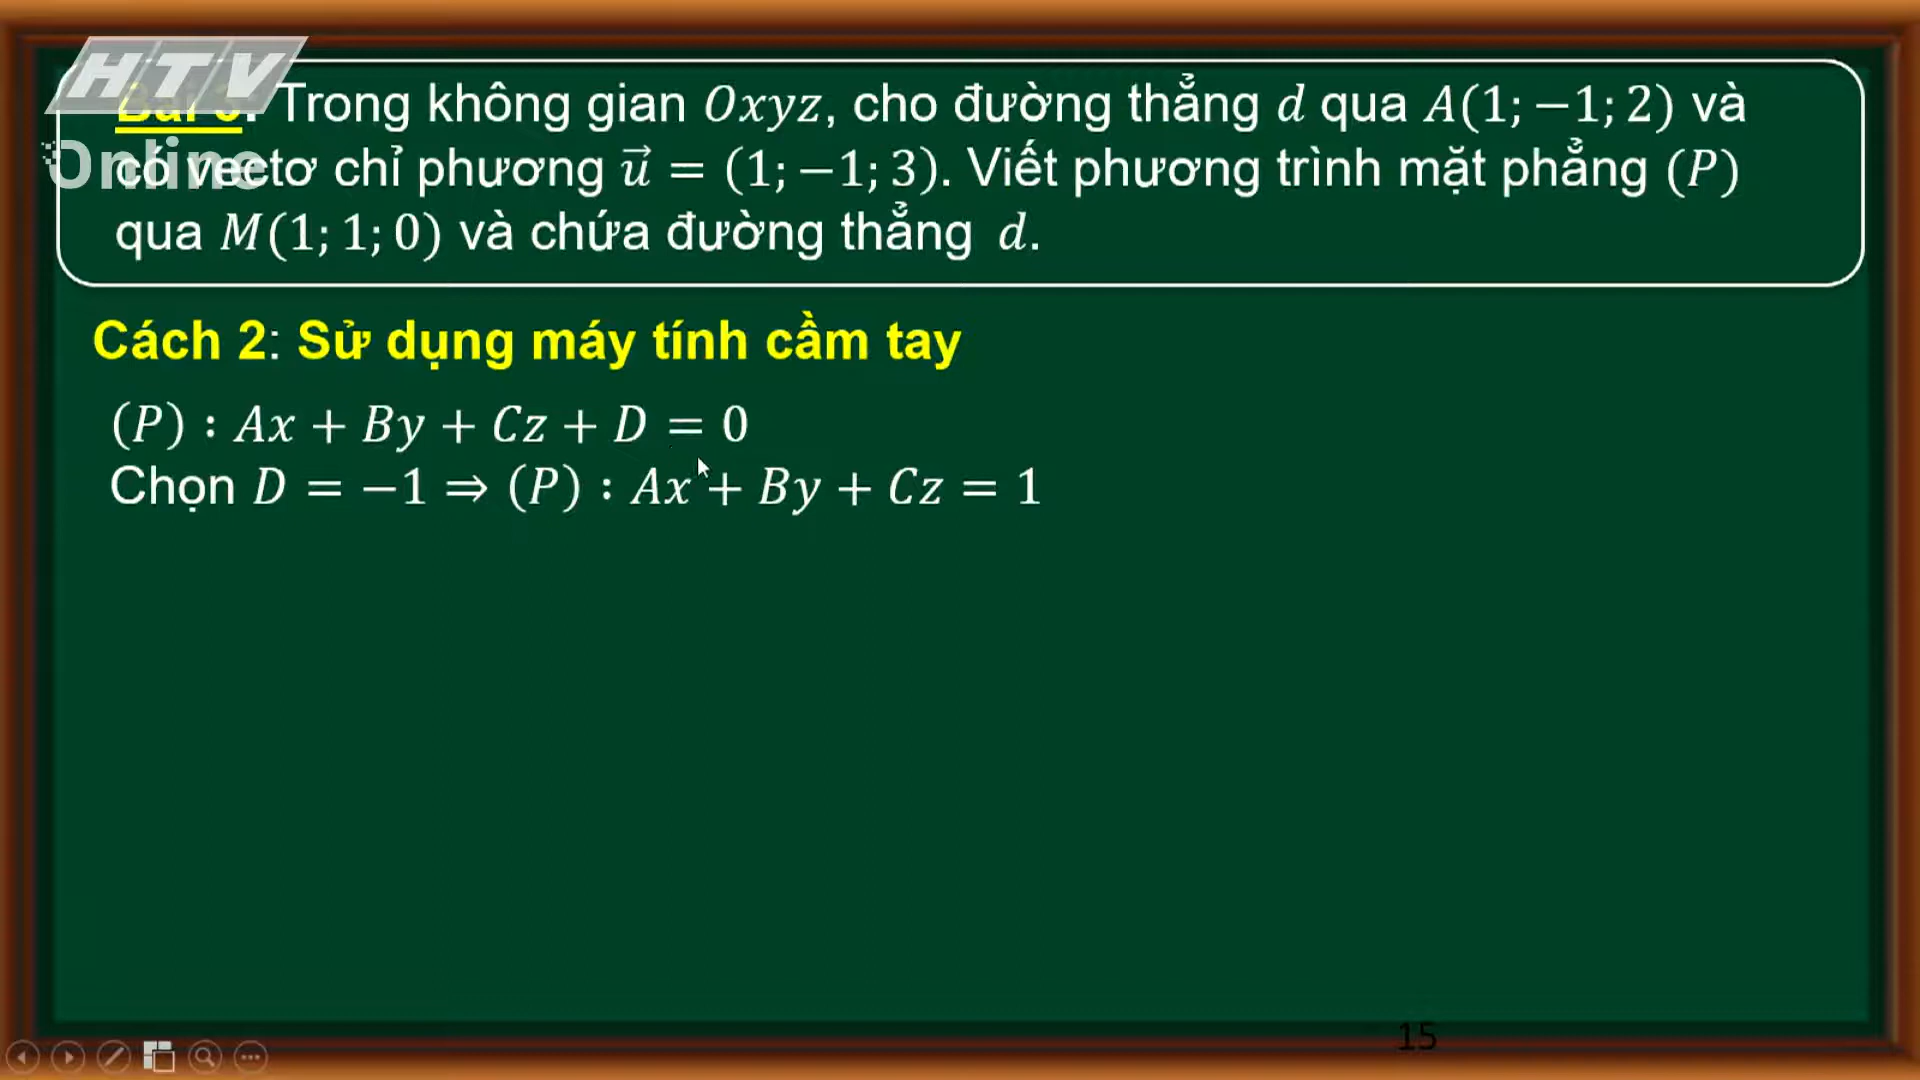 HTV
Online
Bài 3: Trong không gian Oxyz, cho đường thẳng d qua A(1; −1; 2) và
có vectơ chỉ phương u⃗ = (1; −1; 3). Viết phương trình mặt phẳng (P)
qua M(1; 1; 0) và chứa đường thẳng d.
Cách 2: Sử dụng máy tính cầm tay
(P) : Ax + By + Cz + D = 0
Chọn D = −1 ⇒ (P) : Ax + By + Cz = 1
15